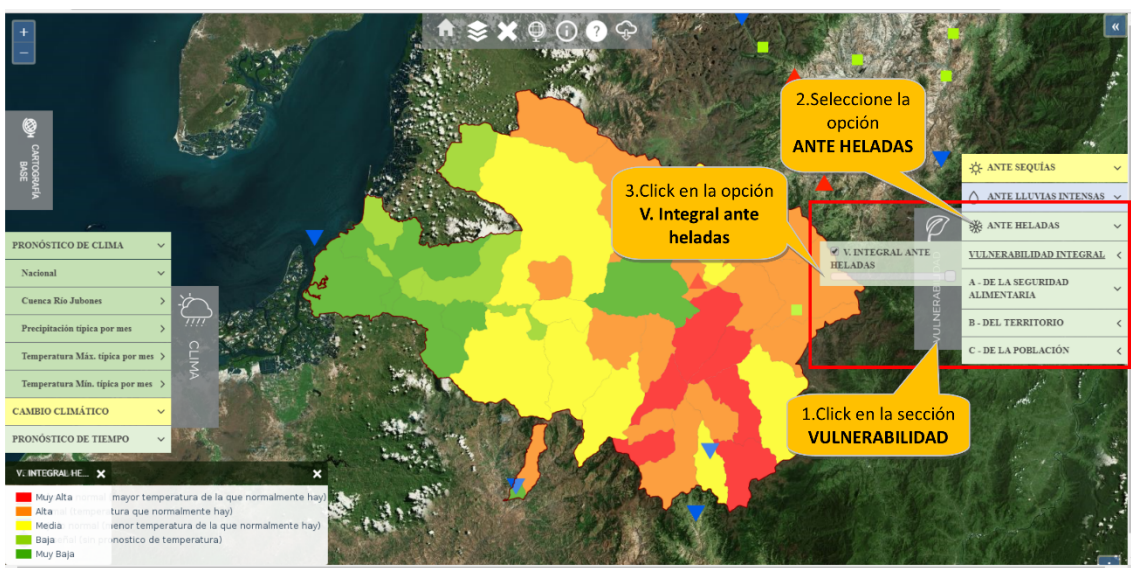 +
−
«
CARTOGRAFÍA
BASE
2.Seleccione la
opción
ANTE HELADAS
3.Click en la opción
V. Integral ante
heladas
1.Click en la sección
VULNERABILIDAD
ANTE SEQUÍAS
ANTE LLUVIAS INTENSAS
ANTE HELADAS
VULNERABILIDAD INTEGRAL
A - DE LA SEGURIDAD
ALIMENTARIA
B - DEL TERRITORIO
C - DE LA POBLACIÓN
V. INTEGRAL ANTE
HELADAS
VULNERABILIDAD
PRONÓSTICO DE CLIMA
Nacional
Cuenca Río Jubones
Precipitación típica por mes
Temperatura Máx. típica por mes
Temperatura Mín. típica por mes
CAMBIO CLIMÁTICO
PRONÓSTICO DE TIEMPO
CLIMA
V. INTEGRAL HE...
Muy Alta (mayor temperatura de la que normalmente hay)
Alta que normalmente hay)
Media (menor temperatura de la que normalmente hay)
Baja pronostico de temperatura)
Muy Baja